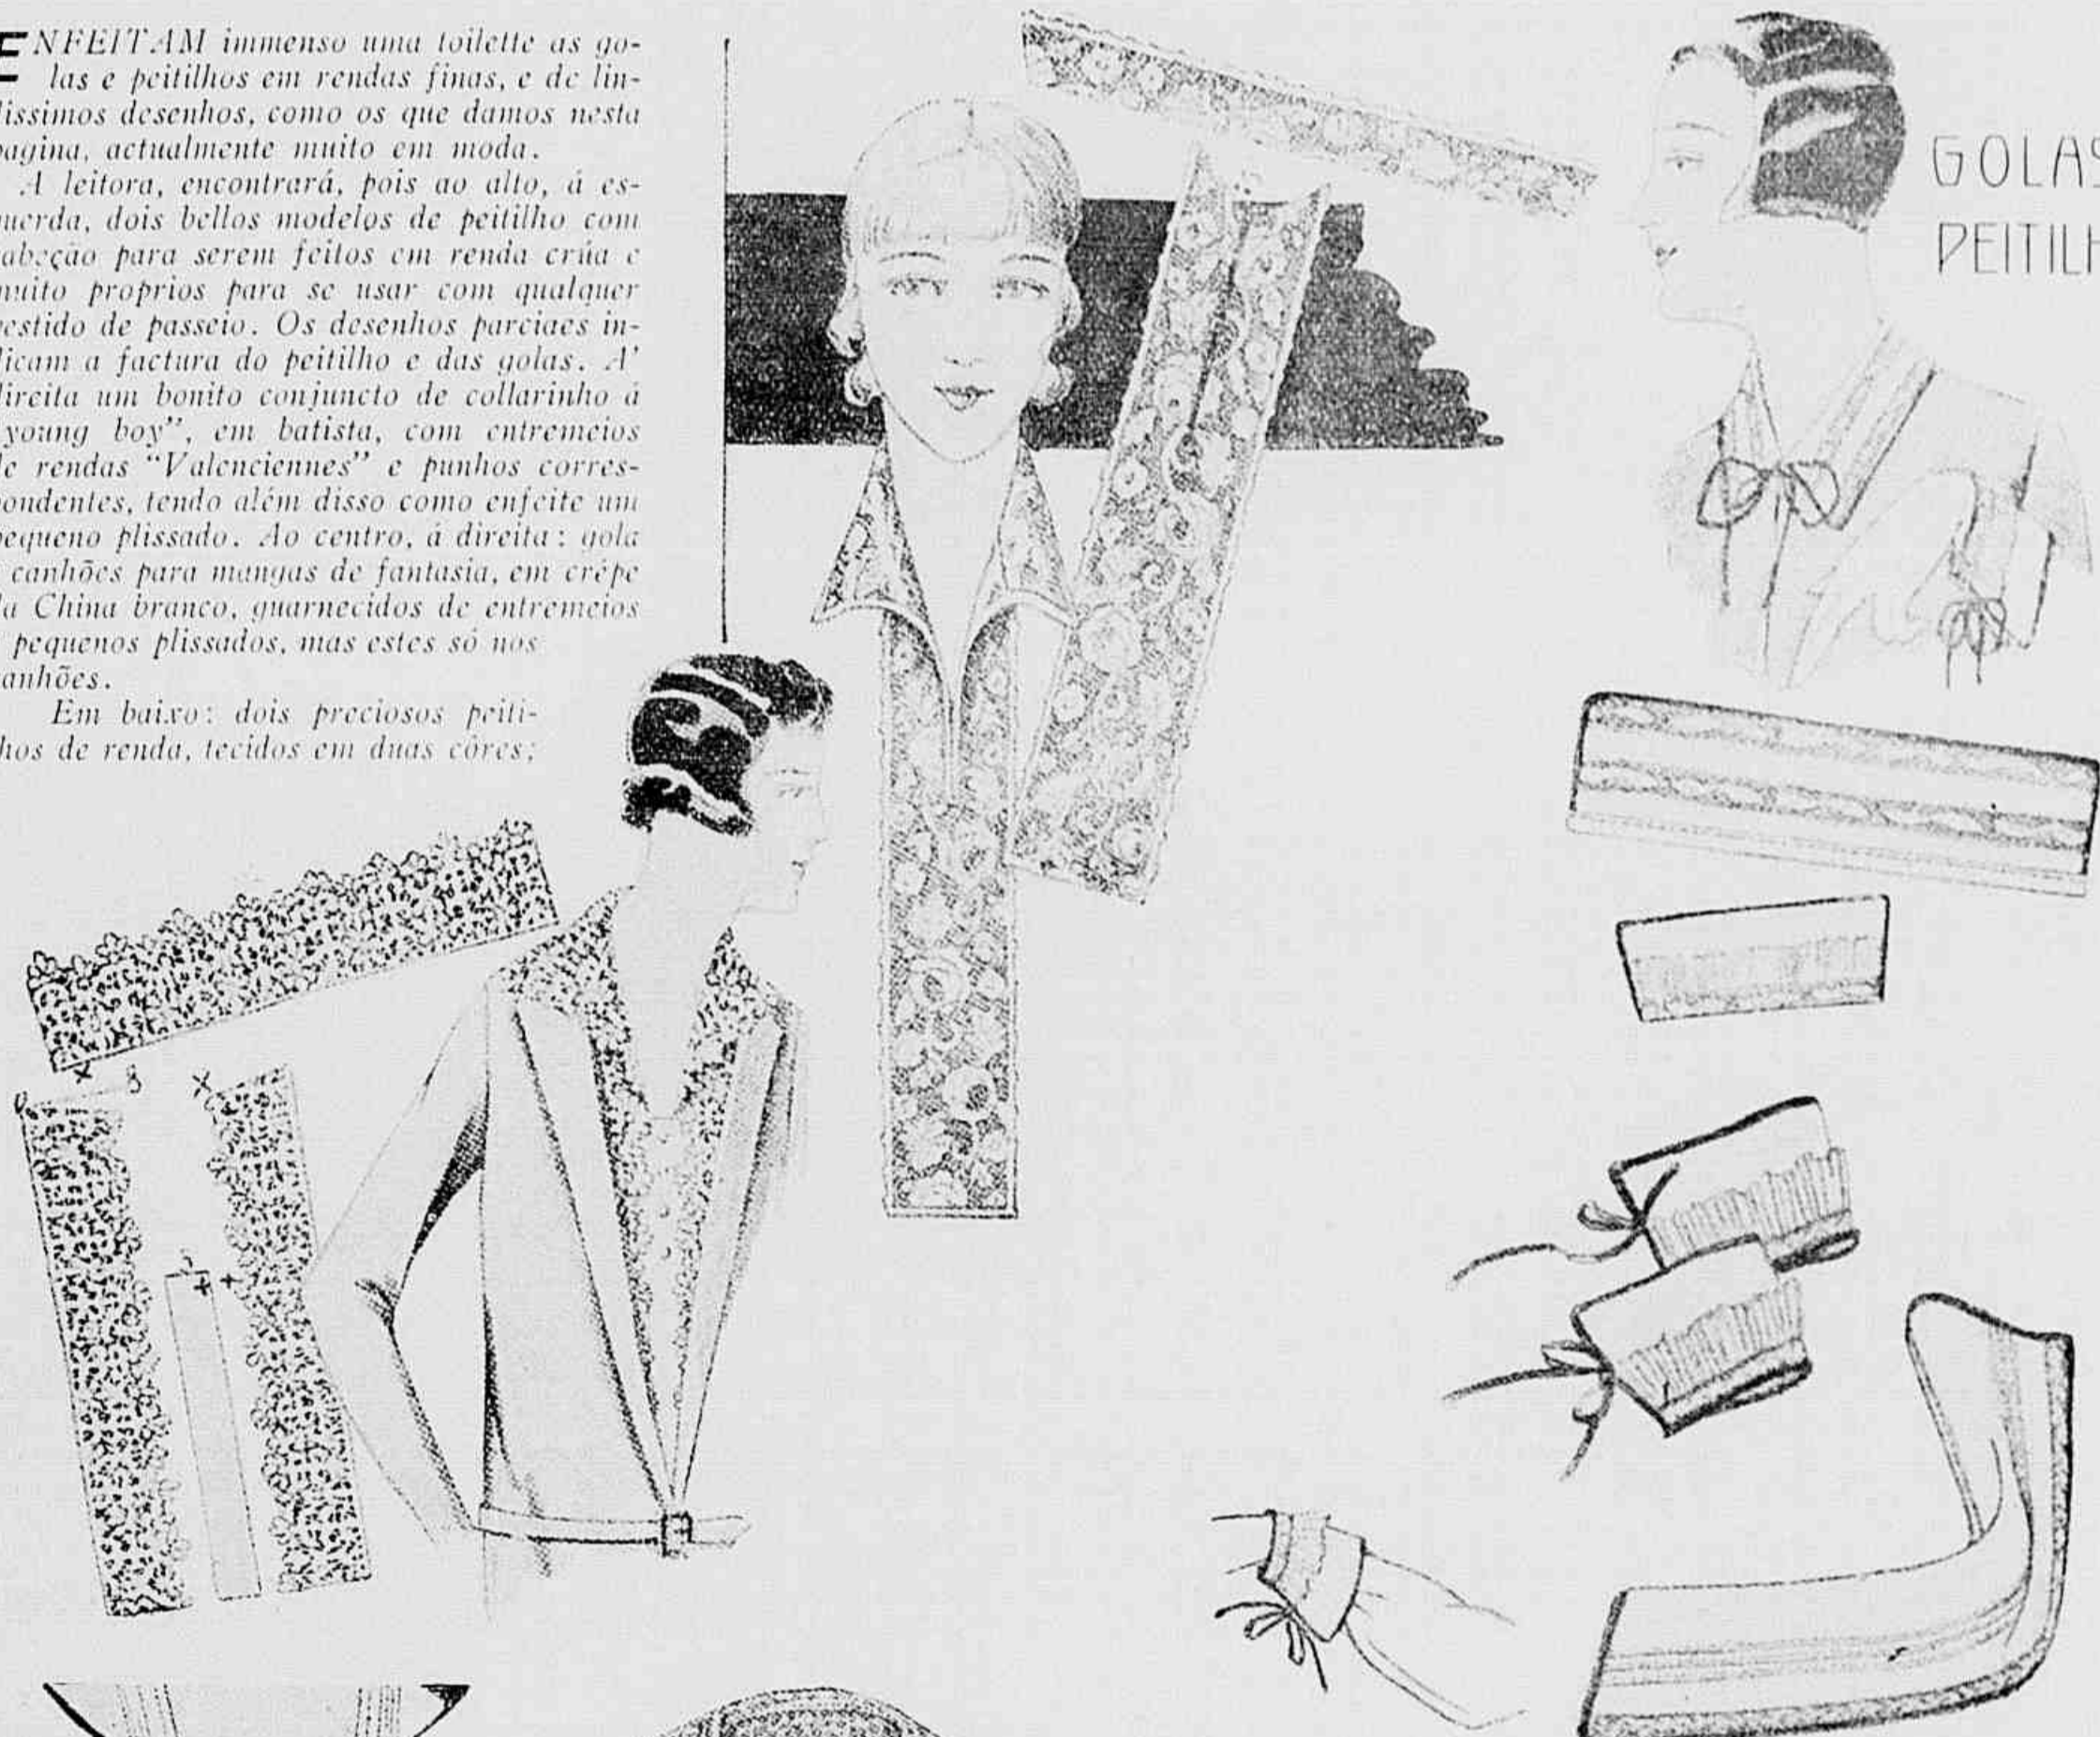 ENFEITAM immenso uma toilette as go-
las e peitilhos em rendas finas, e de lin-
dissimos desenhos, como os que damos nesta
pagina, actualmente muito em moda.
A leitora, encontrará, pois ao alto, á es-
querda, dois bellos modelos de peitilho com
cabeção para serem feitos em renda crúa e
muito proprios para se usar com qualquer
vestido de passeio. Os desenhos parciaes in-
dicam a factura do peitilho e das golas. A'
direita um bonito conjuncto de collarinho á
"young boy", em batista, com entremeios
de rendas "Valenciennes" e punhos corres-
pondentes, tendo além disso como enfeite um
pequeno plissado. Ao centro, á direita: gola
canhões para mangas de fantasia, em crêpe
da China branco, guarnecidos de entremeios
pequenos plissados, mas estes só nos
canhões.
Em baixo: dois preciosos peiti-
lhos de renda, tecidos em duas côres;
GOLAS
PEITILH